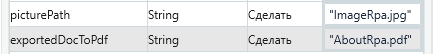 picturePath String Сделать "ImageRpa.jpg"
exportedDocToPdf String Сделать "AboutRpa.pdf"